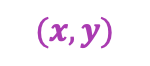 (x, y)